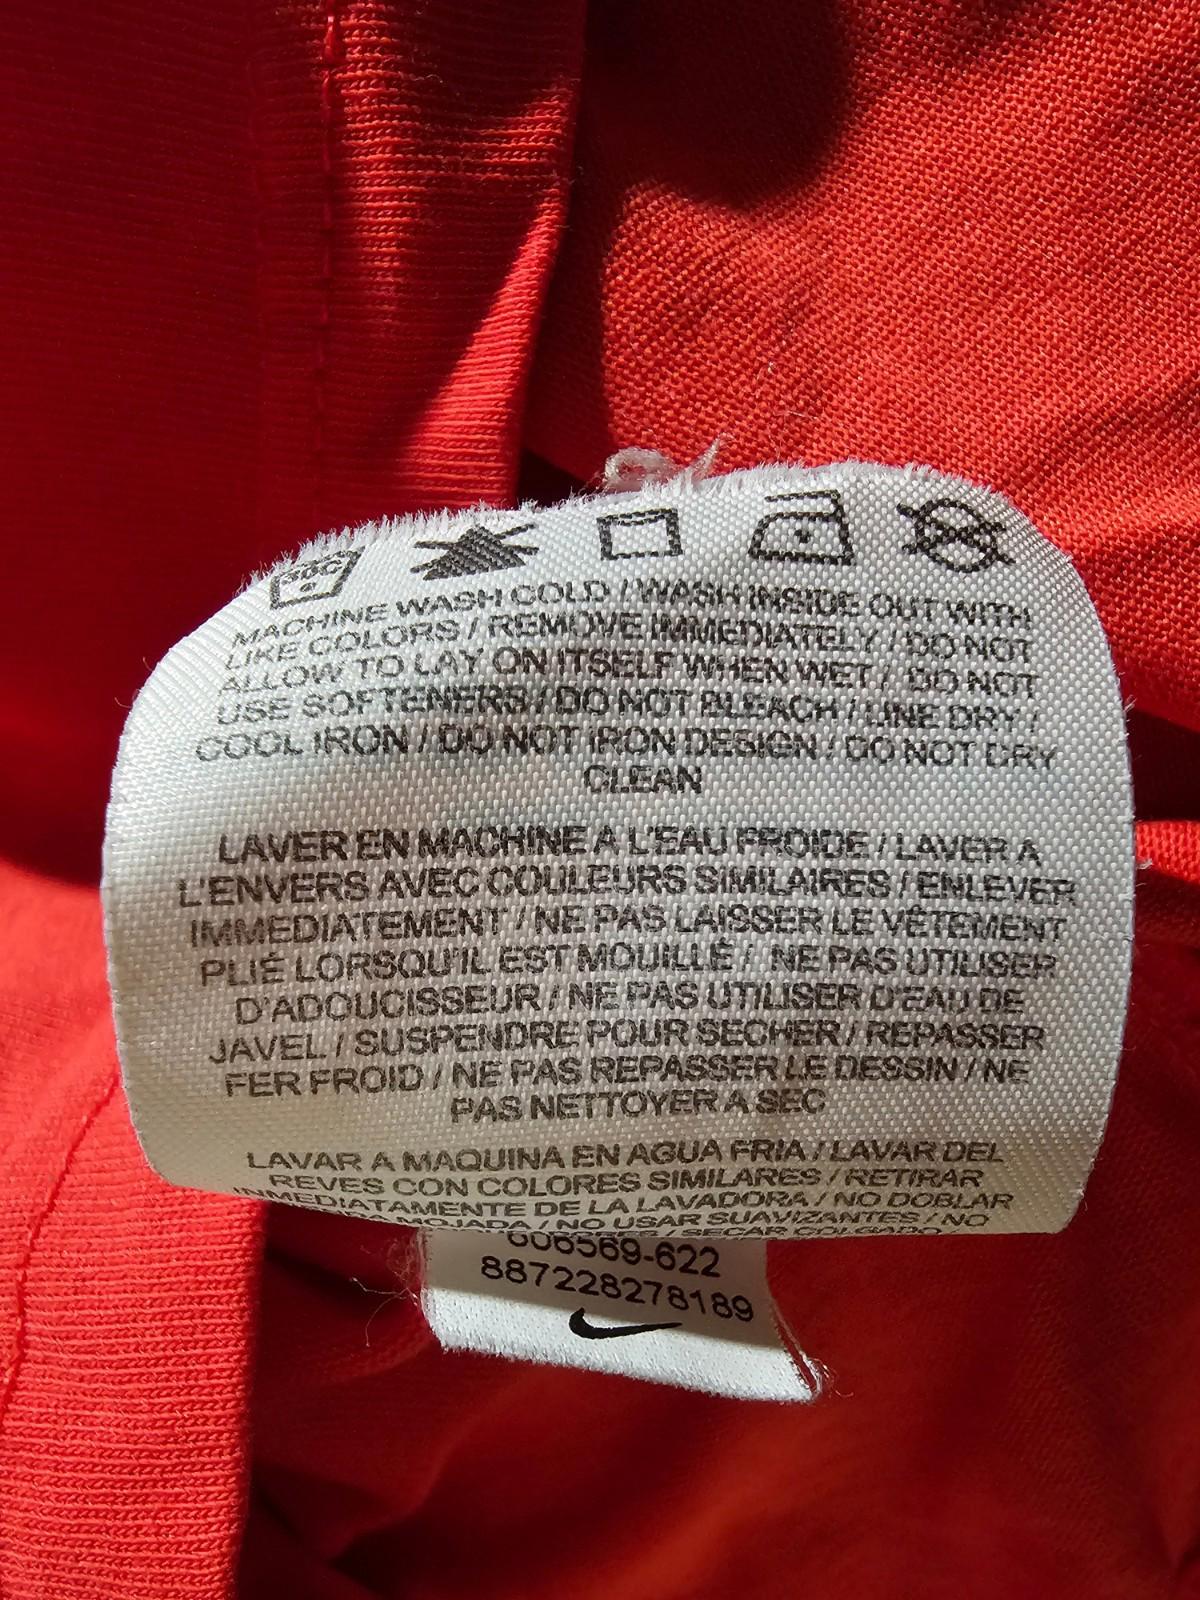 30C
MACHINE WASH COLD / WASH INSIDE OUT WITH
LIKE COLORS / REMOVE IMMEDIATELY / DO NOT
ALLOW TO LAY ON ITSELF WHEN WET / DO NOT
USE SOFTENERS / DO NOT BLEACH / LINE DRY /
COOL IRON / DO NOT IRON DESIGN / DO NOT DRY
CLEAN
LAVER EN MACHINE A L'EAU FROIDE / LAVER A
L'ENVERS AVEC COULEURS SIMILAIRES / ENLEVER
IMMEDIATEMENT / NE PAS LAISSER LE VÊTEMENT
PLIÉ LORSQU'IL EST MOUILLÉ / NE PAS UTILISER
D'ADOUCISSEUR / NE PAS UTILISER D'EAU DE
JAVEL / SUSPENDRE POUR SECHER / REPASSER
FER FROID / NE PAS REPASSER LE DESSIN / NE
PAS NETTOYER A SEC
LAVAR A MAQUINA EN AGUA FRIA / LAVAR DEL
REVES CON COLORES SIMILARES / RETIRAR
INMEDIATAMENTE DE LA LAVADORA / NO DOBLAR
MOJADA / NO USAR SUAVIZANTES / NO
/ SECAR COLGADO /
606569-622
887228278189